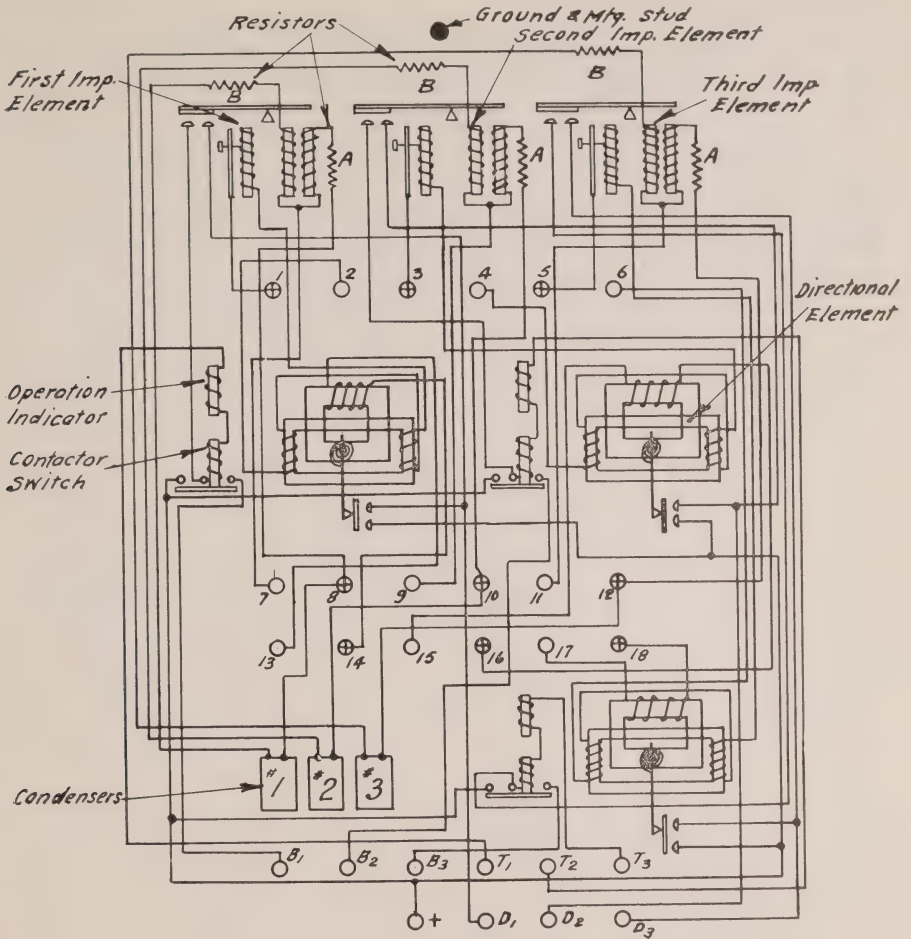 Resistors
Ground & Mtg. Stud
Second Imp. Element
First Imp.
Element
B
B
B
Third Imp.
Element
A
A
A
1
2
3
4
5
6
Directional
Element
Operation
Indicator
Contactor
Switch
7
8
9
10
11
12
13
14
15
16
17
18
#1
#2
#3
Condensers
B1
B2
B3
T1
T2
T3
+
D1
D2
D3